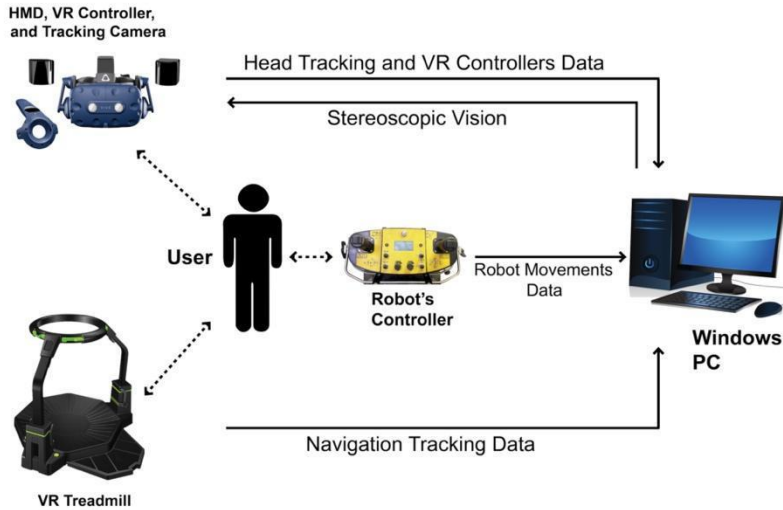 HMD, VR Controller,
and Tracking Camera
Head Tracking and VR Controllers Data
Stereoscopic Vision
User
Robot's
Controller
Robot Movements
Data
Windows
PC
Navigation Tracking Data
VR Treadmill